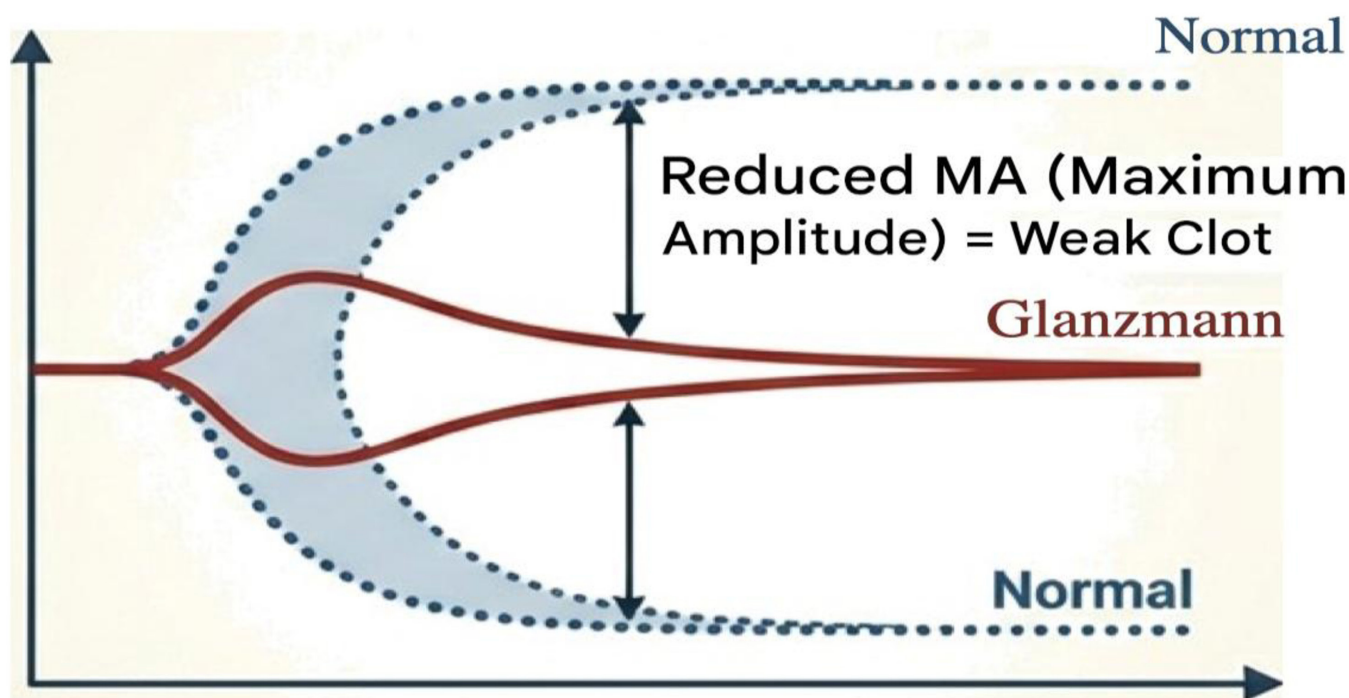 Normal
Reduced MA (Maximum
Amplitude) = Weak Clot
Glanzmann
Normal